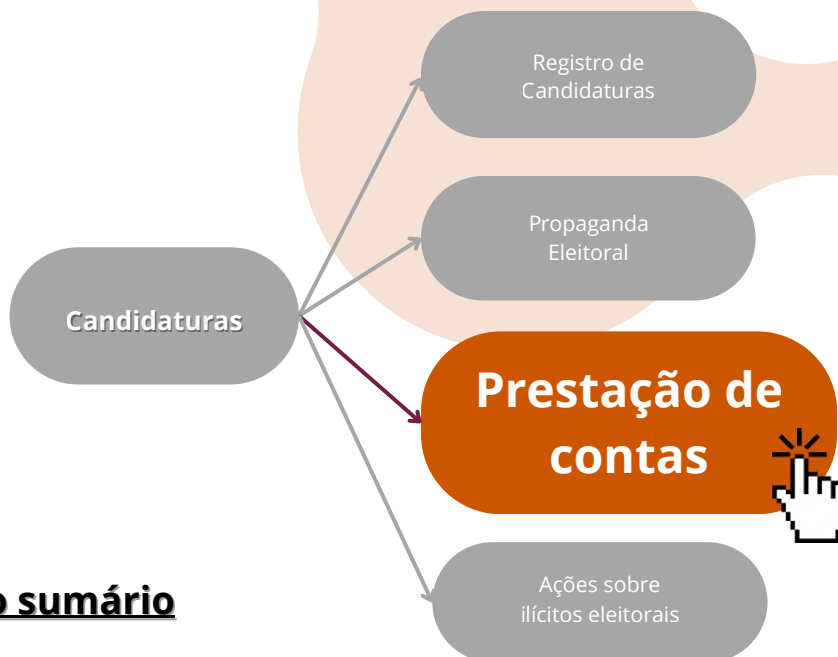 Registro de
Candidaturas
Propaganda
Eleitoral
Candidaturas
Prestação de
contas
Ações sobre
ilícitos eleitorais
o sumário